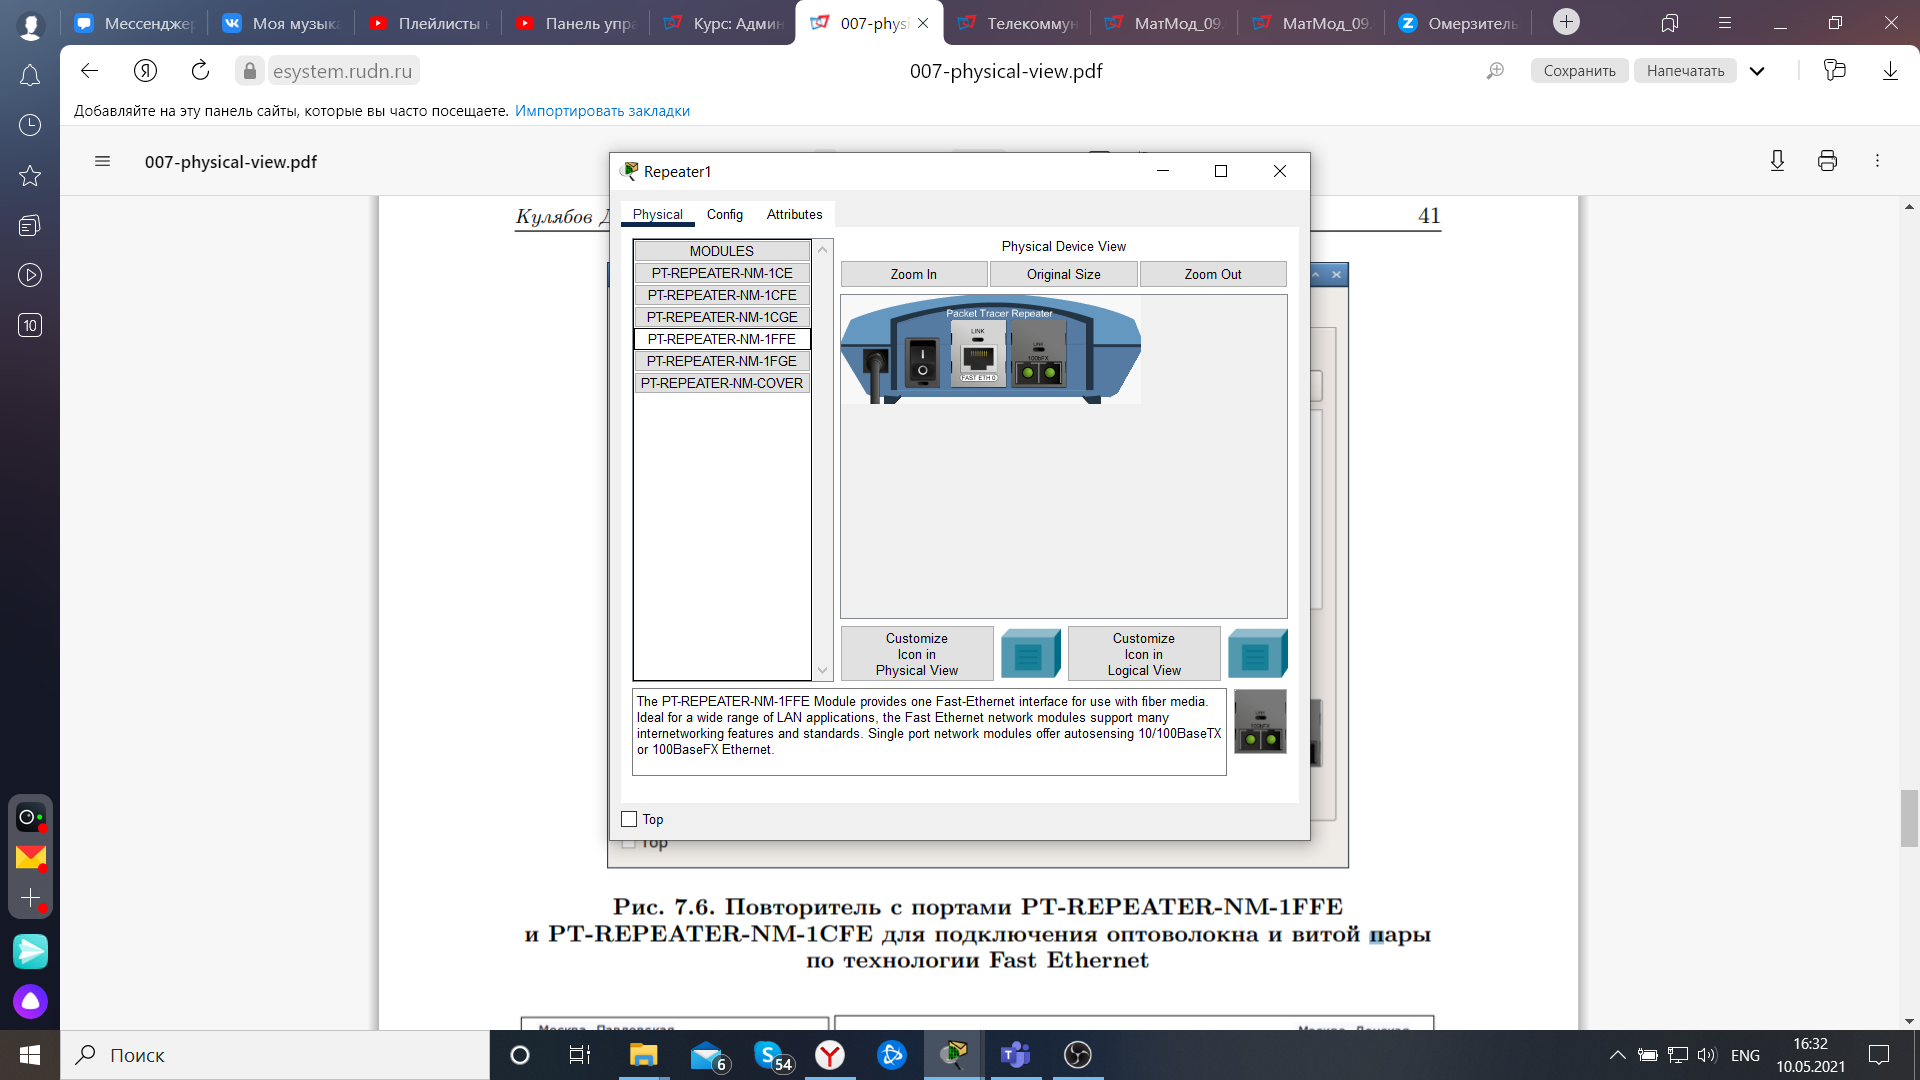 Мессенджер
Моя музыка
Плейлисты
Панель упра
Курс: Админ
007-physi
Телекоммун
МатМод_09.
МатМод_09.
Омерзитель
esystem.rudn.ru
007-physical-view.pdf
Сохранить
Напечатать
Добавляйте на эту панель сайты, которые вы часто посещаете. Импортировать закладки
007-physical-view.pdf
10
Кулябов Д
41
Repeater1
Physical
Config
Attributes
MODULES
PT-REPEATER-NM-1CE
PT-REPEATER-NM-1CFE
PT-REPEATER-NM-1CGE
PT-REPEATER-NM-1FFE
PT-REPEATER-NM-1FGE
PT-REPEATER-NM-COVER
Physical Device View
Zoom In
Original Size
Zoom Out
Packet Tracer Repeater
LINK
LINK
100bFX
FAST ETH 0
Customize
Icon in
Physical View
Customize
Icon in
Logical View
The PT-REPEATER-NM-1FFE Module provides one Fast-Ethernet interface for use with fiber media.
Ideal for a wide range of LAN applications, the Fast Ethernet network modules support many
internetworking features and standards. Single port network modules offer autosensing 10/100BaseTX
or 100BaseFX Ethernet.
LINK
100bFX
Top
Top
Рис. 7.6. Повторитель с портами PT-REPEATER-NM-1FFE
и PT-REPEATER-NM-1CFE для подключения оптоволокна и витой пары
по технологии Fast Ethernet
Москва, Павловская
Москва, Донская
Поиск
6
54
ENG
16:32
10.05.2021